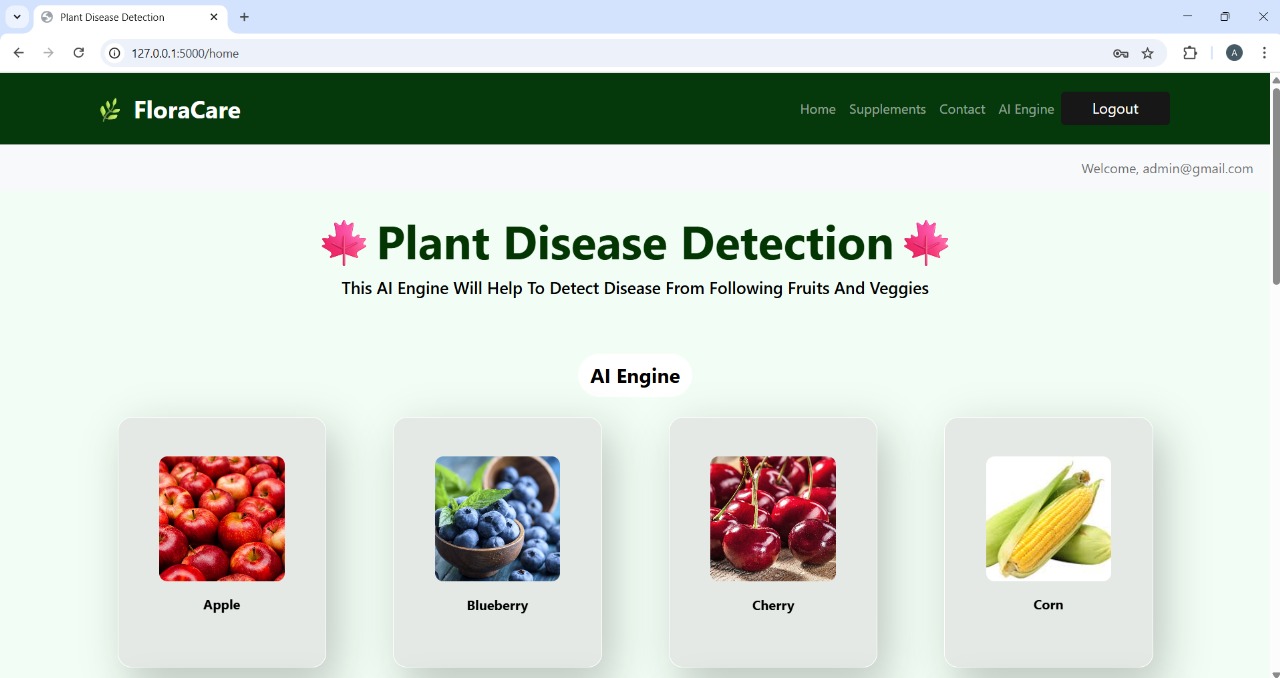 Plant Disease Detection
127.0.0.1:5000/home
A
FloraCare
Home Supplements Contact AI Engine Logout
Welcome, admin@gmail.com
Plant Disease Detection
This AI Engine Will Help To Detect Disease From Following Fruits And Veggies
AI Engine
Apple Blueberry Cherry Corn